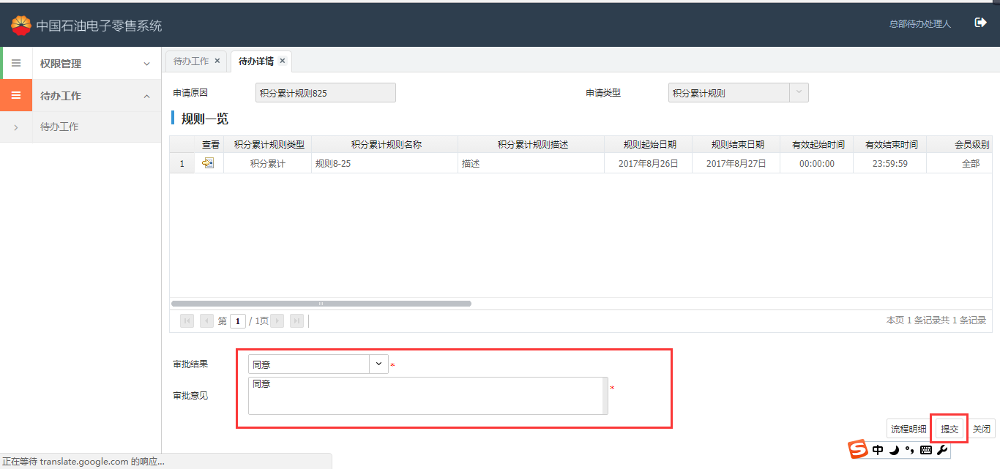 中国石油电子零售系统
总部待办处理人
权限管理
待办工作
待办工作
待办工作 × 待办详情 ×
申请原因 积分累计规则825 申请类型 积分累计规则
规则一览
查看 积分累计规则类型 积分累计规则名称 积分累计规则描述 规则起始日期 规则结束日期 有效起始时间 有效结束时间 会员级别
1 积分累计 规则8-25 描述 2017年8月26日 2017年8月27日 00:00:00 23:59:59 全部
第 1 / 1页 本页 1 条记录共 1 条记录
审批结果 同意 *
审批意见 同意 *
流程明细 提交 关闭
S 中 °,
正在等待 translate.google.com 的响应...